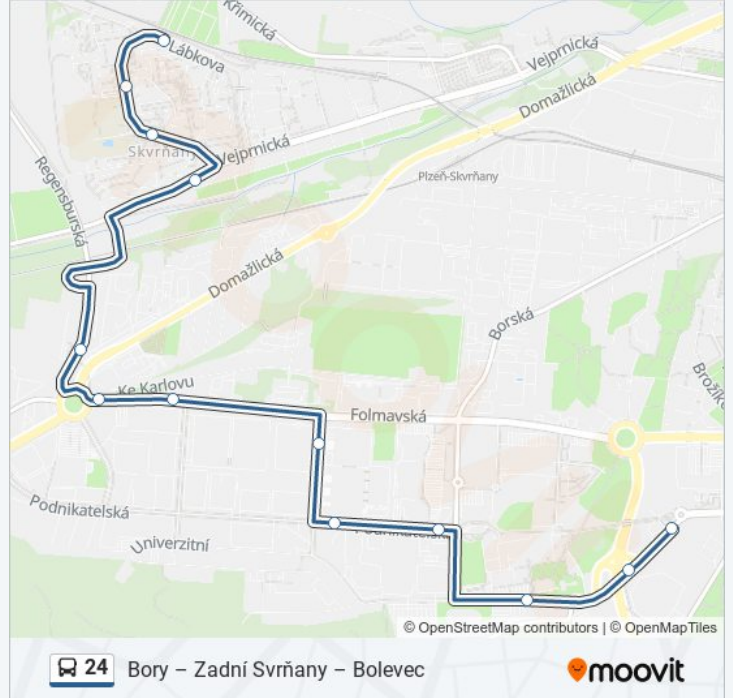 Křimická
Lábkova
Vejprnická
Domažlická
Skvrňany
Vejprnická
Regensburská
Plzeň-Skvrňany
Domažlická
Borská
Ke Karlovu
Folmavská
Podnikatelská
Univerzitní
© OpenStreetMap contributors | © OpenMapTiles
24 Bory – Zadní Svrňany – Bolevec
moovit